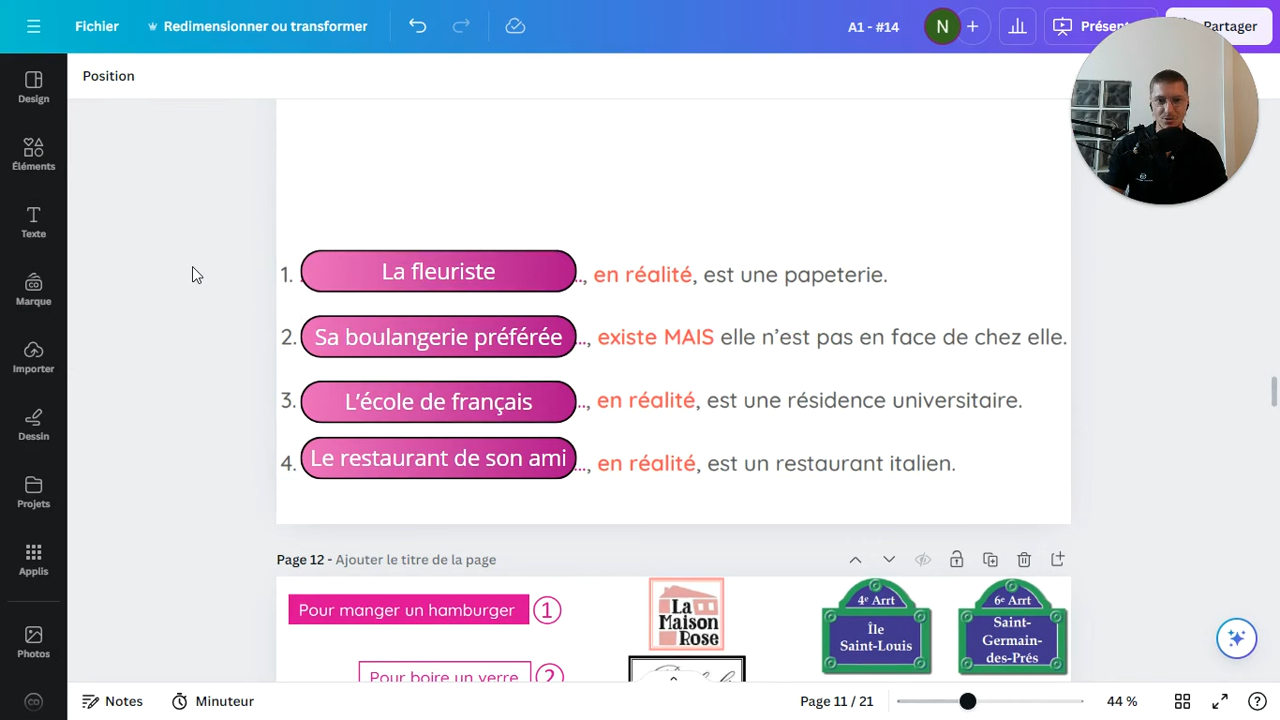 Fichier
Redimensionner ou transformer
A1 - #14
N
Partager
Position
Design
Éléments
Texte
Marque
Importer
Dessin
Projets
Applis
Photos
1. La fleuriste .., en réalité, est une papeterie.
2. Sa boulangerie préférée .., existe MAIS elle n’est pas en face de chez elle.
3. L’école de français .., en réalité, est une résidence universitaire.
4. Le restaurant de son ami .., en réalité, est un restaurant italien.
Page 12 - Ajouter le titre de la page
Pour manger un hamburger 1
La
Maison
Rose
4e Arrt
Île
Saint-Louis
6e Arrt
Saint-
Germain-
des-Prés
Pour boire un verre 2
Notes
Minuteur
Page 11 / 21
44 %